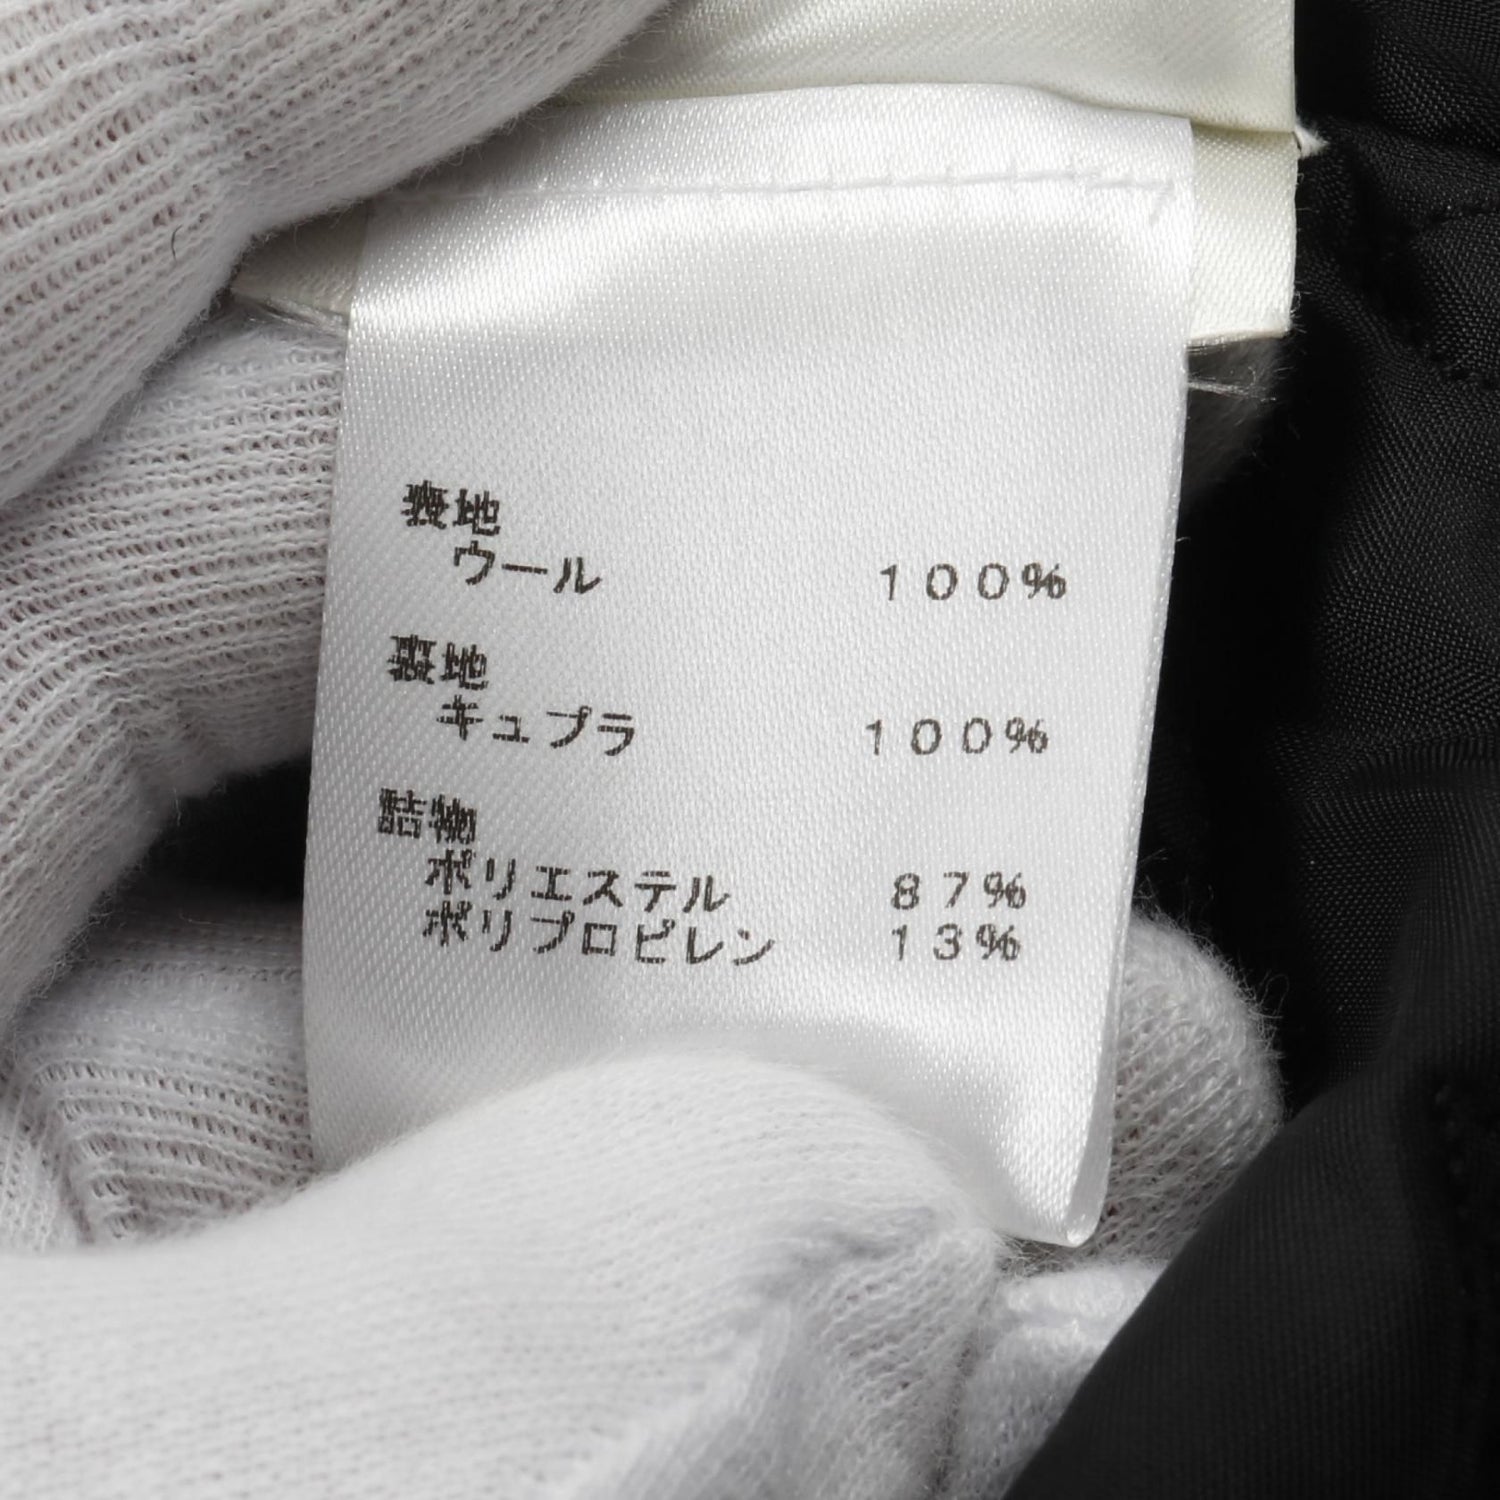 表地
ウール 100%
裏地
キュプラ 100%
詰物
ポリエステル 87%
ポリプロピレン 13%